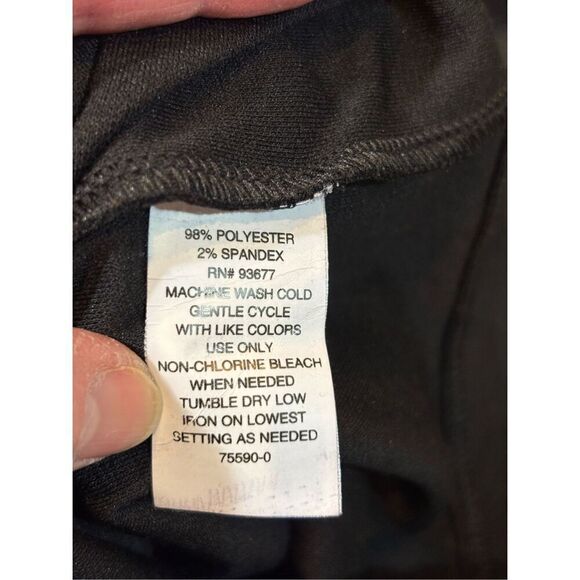 98% POLYESTER
2% SPANDEX
RN# 93677
MACHINE WASH COLD
GENTLE CYCLE
WITH LIKE COLORS
USE ONLY
NON-CHLORINE BLEACH
WHEN NEEDED
TUMBLE DRY LOW
IRON ON LOWEST
SETTING AS NEEDED
75590-0